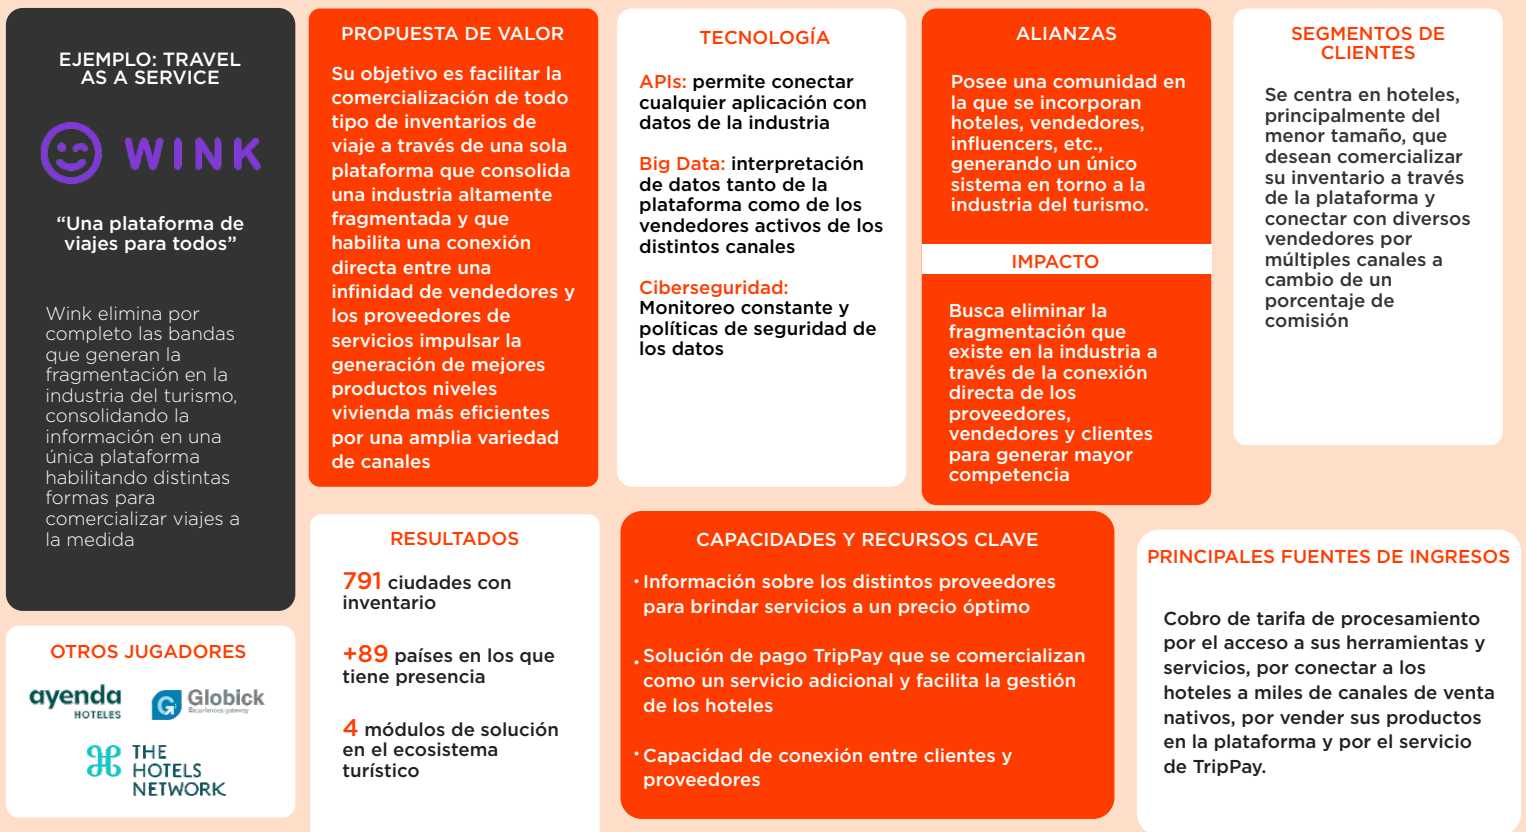 EJEMPLO: TRAVEL
AS A SERVICE
WINK
“Una plataforma de
viajes para todos”
Wink elimina por
completo las bandas
que generan la
fragmentación en la
industria del turismo,
consolidando la
información en una
única plataforma
habilitando distintas
formas para
comercializar viajes a
la medida
OTROS JUGADORES
ayenda
HOTELES
Globick
Experiences gateway
THE
HOTELS
NETWORK
PROPUESTA DE VALOR
Su objetivo es facilitar la
comercialización de todo
tipo de inventarios de
viaje a través de una sola
plataforma que consolida
una industria altamente
fragmentada y que
habilita una conexión
directa entre una
infinidad de vendedores y
los proveedores de
servicios impulsar la
generación de mejores
productos niveles
vivienda más eficientes
por una amplia variedad
de canales
TECNOLOGÍA
APIs: permite conectar
cualquier aplicación con
datos de la industria
Big Data: interpretación
de datos tanto de la
plataforma como de los
vendedores activos de los
distintos canales
Ciberseguridad:
Monitoreo constante y
políticas de seguridad de
los datos
ALIANZAS
Posee una comunidad en
la que se incorporan
hoteles, vendedores,
influencers, etc.,
generando un único
sistema en torno a la
industria del turismo.
IMPACTO
Busca eliminar la
fragmentación que
existe en la industria a
través de la conexión
directa de los
proveedores,
vendedores y clientes
para generar mayor
competencia
SEGMENTOS DE
CLIENTES
Se centra en hoteles,
principalmente del
menor tamaño, que
desean comercializar
su inventario a través
de la plataforma y
conectar con diversos
vendedores por
múltiples canales a
cambio de un
porcentaje de
comisión
RESULTADOS
791 ciudades con
inventario
+89 países en los que
tiene presencia
4 módulos de solución
en el ecosistema
turístico
CAPACIDADES Y RECURSOS CLAVE
• Información sobre los distintos proveedores
para brindar servicios a un precio óptimo
• Solución de pago TripPay que se comercializan
como un servicio adicional y facilita la gestión
de los hoteles
• Capacidad de conexión entre clientes y
proveedores
PRINCIPALES FUENTES DE INGRESOS
Cobro de tarifa de procesamiento
por el acceso a sus herramientas y
servicios, por conectar a los
hoteles a miles de canales de venta
nativos, por vender sus productos
en la plataforma y por el servicio
de TripPay.